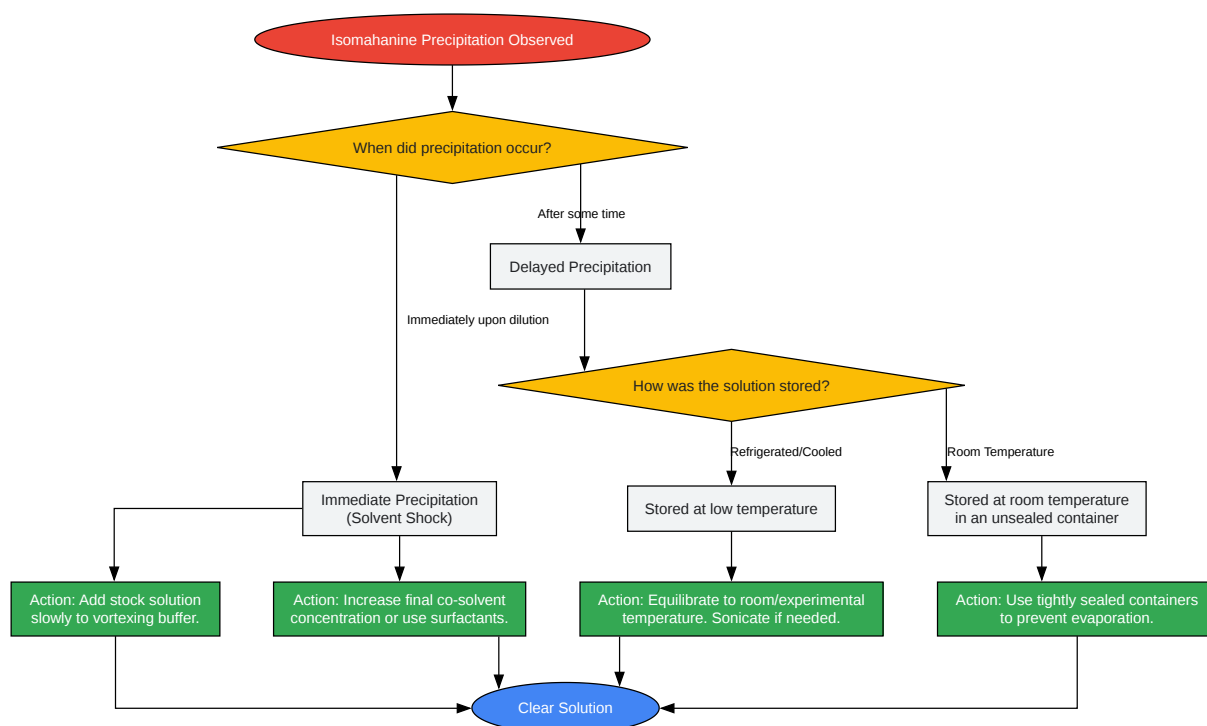 Isomahanine Precipitation Observed
When did precipitation occur?
After some time
Delayed Precipitation
Immediately upon dilution
How was the solution stored?
Refrigerated/Cooled
Room Temperature
Immediate Precipitation
(Solvent Shock)
Stored at low temperature
Stored at room temperature
in an unsealed container
Action: Add stock solution
slowly to vortexing buffer.
Action: Increase final co-solvent
concentration or use surfactants.
Action: Equilibrate to room/experimental
temperature. Sonicate if needed.
Action: Use tightly sealed containers
to prevent evaporation.
Clear Solution